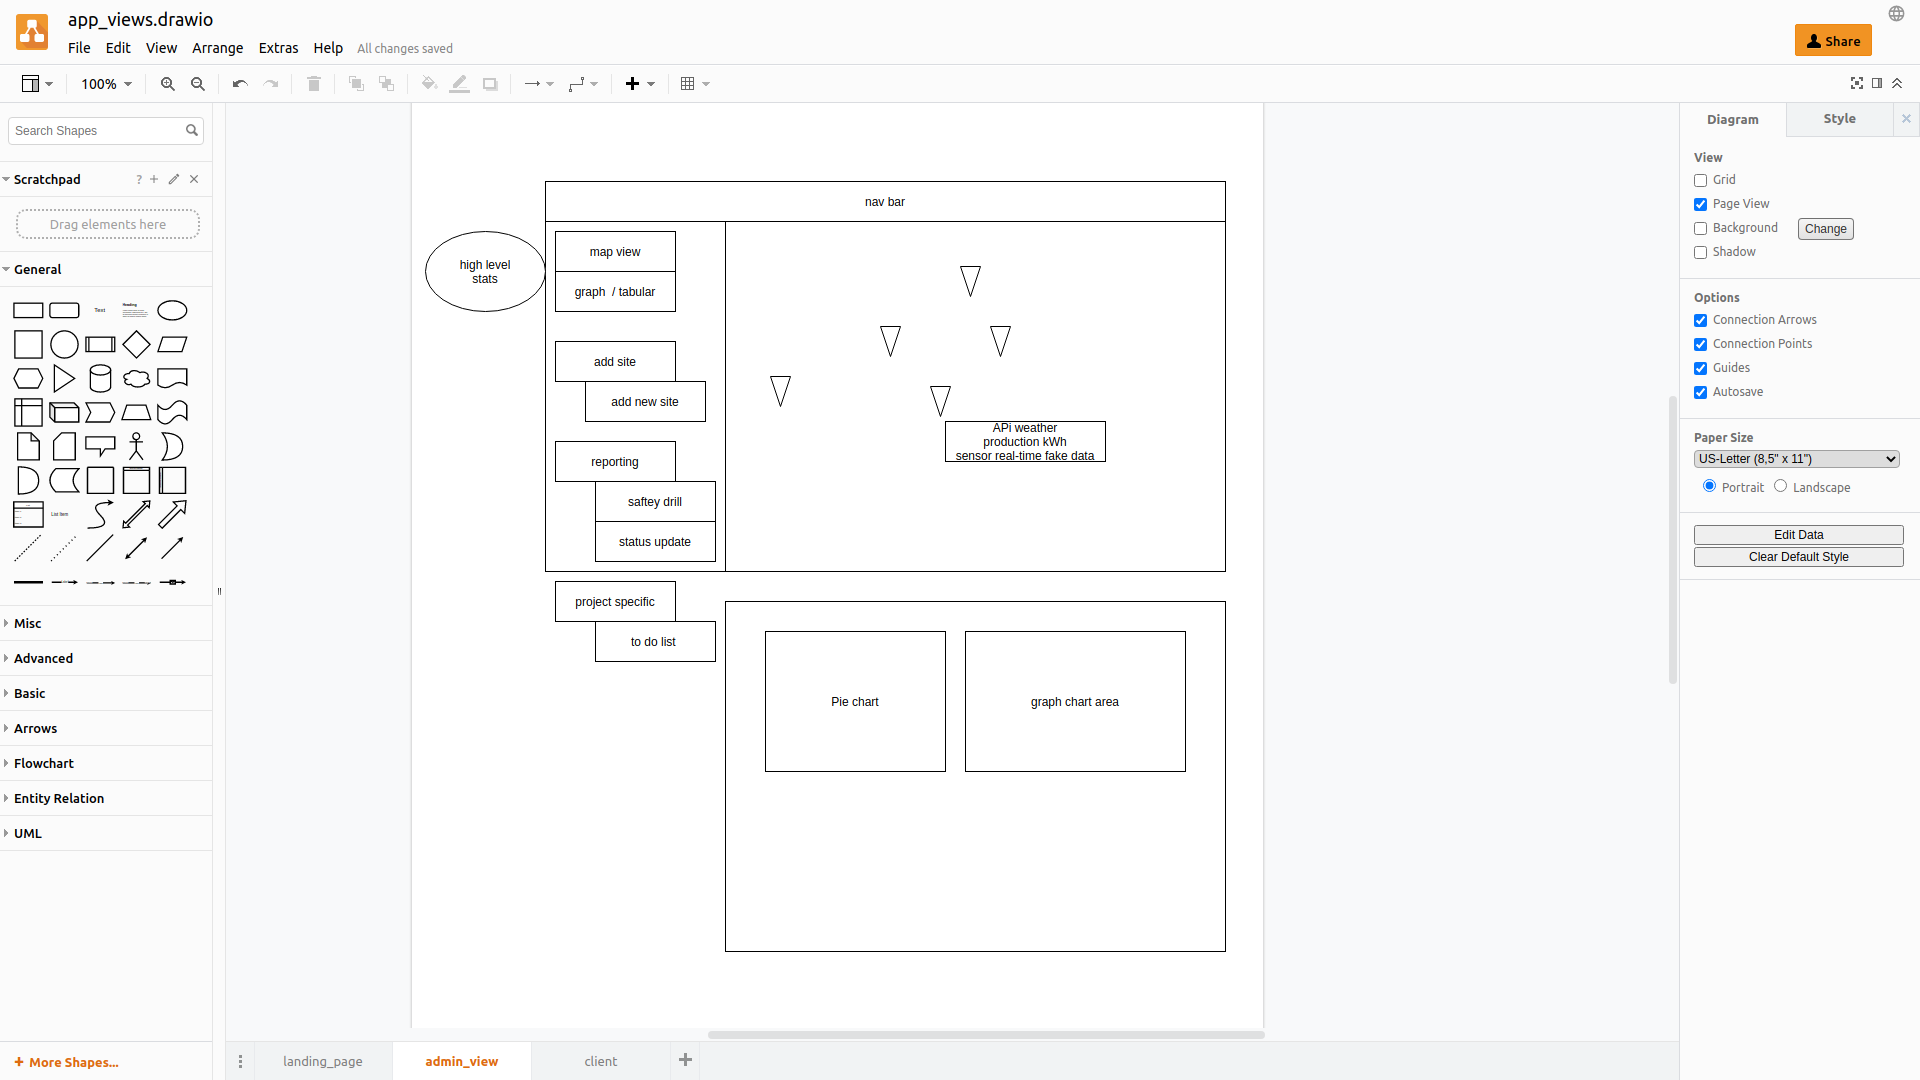 app_views.drawio
File Edit View Arrange Extras Help All changes saved
Share
100%
Search Shapes
Scratchpad
?
Drag elements here
General
Text
Heading
List Item
Misc
Advanced
Basic
Arrows
Flowchart
Entity Relation
UML
+ More Shapes...
nav bar
high level
stats
map view
graph / tabular
add site
add new site
reporting
saftey drill
status update
project specific
to do list
APi weather
production kWh
sensor real-time fake data
Pie chart
graph chart area
landing_page
admin_view
client
Diagram
Style
View
Grid
Page View
Background
Change
Shadow
Options
Connection Arrows
Connection Points
Guides
Autosave
Paper Size
US-Letter (8,5" x 11")
Portrait
Landscape
Edit Data
Clear Default Style